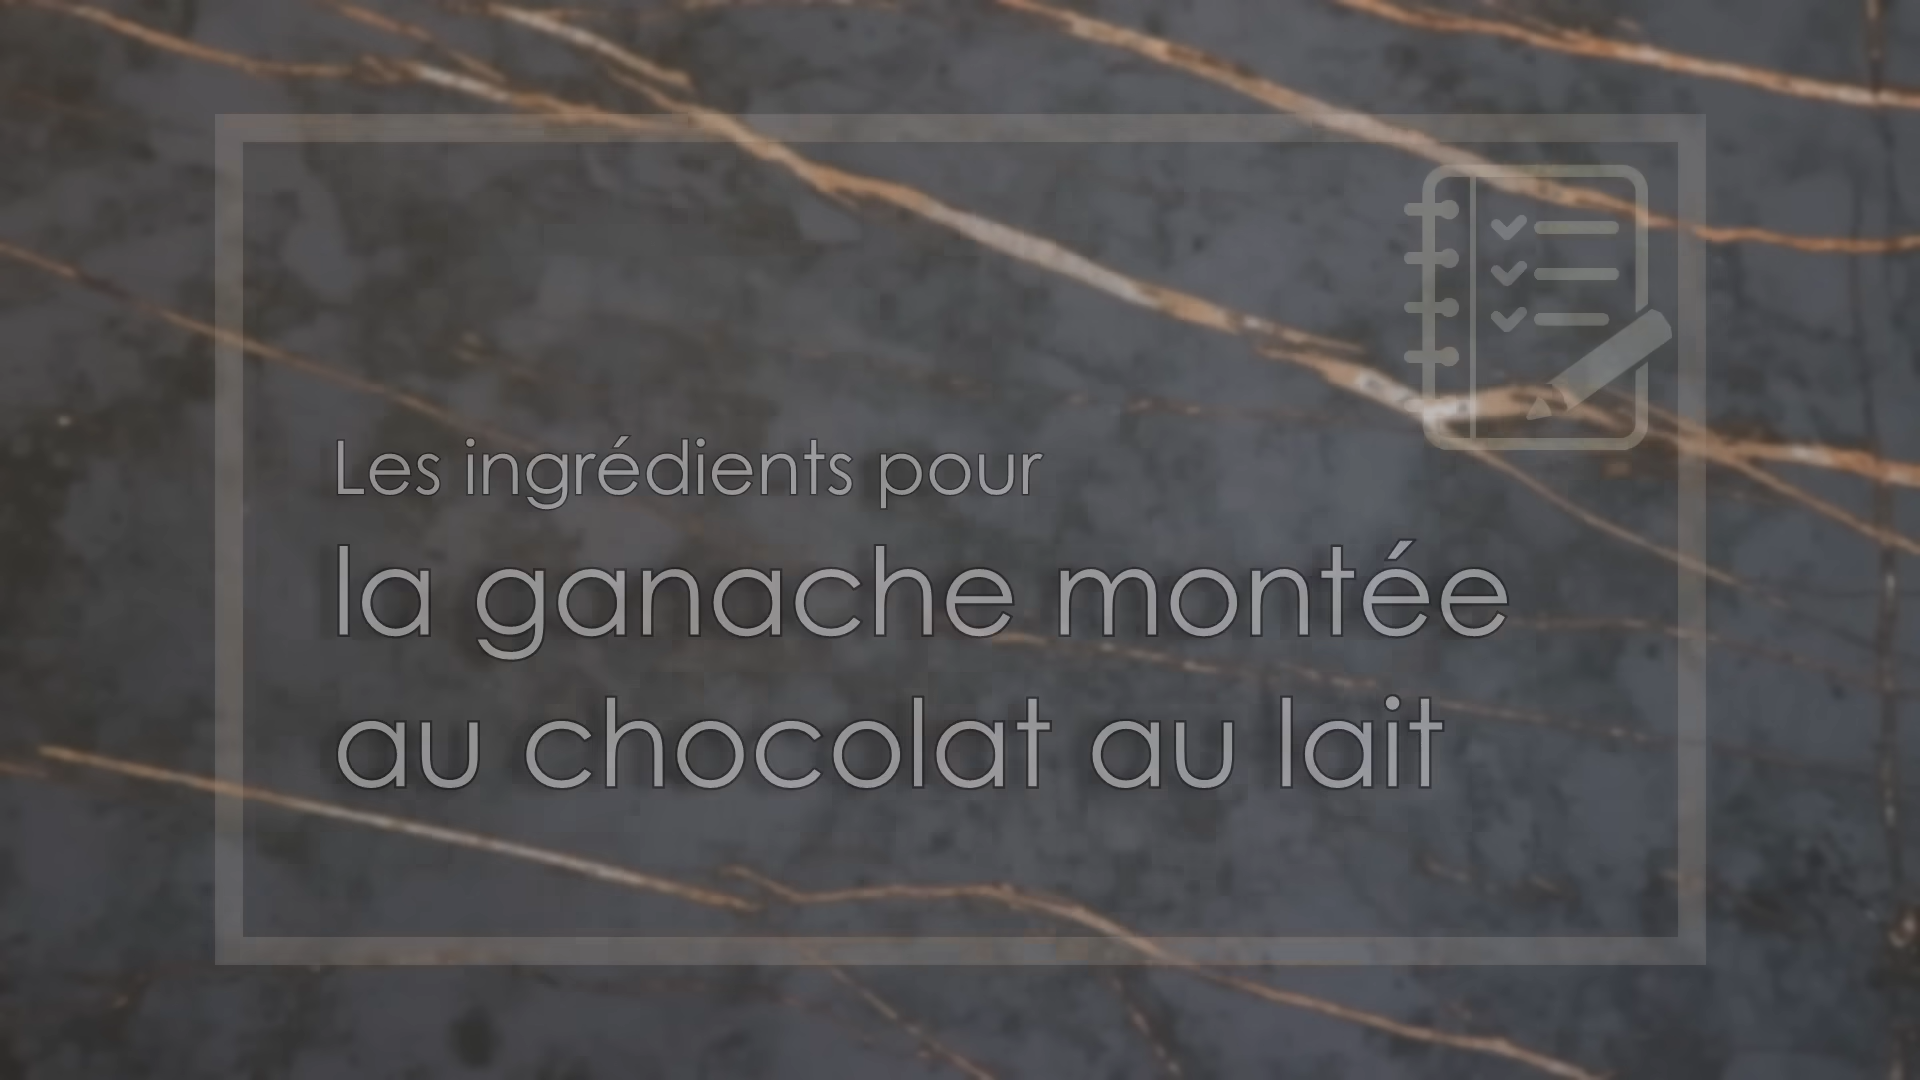 Les ingrédients pour
la ganache montée
au chocolat au lait